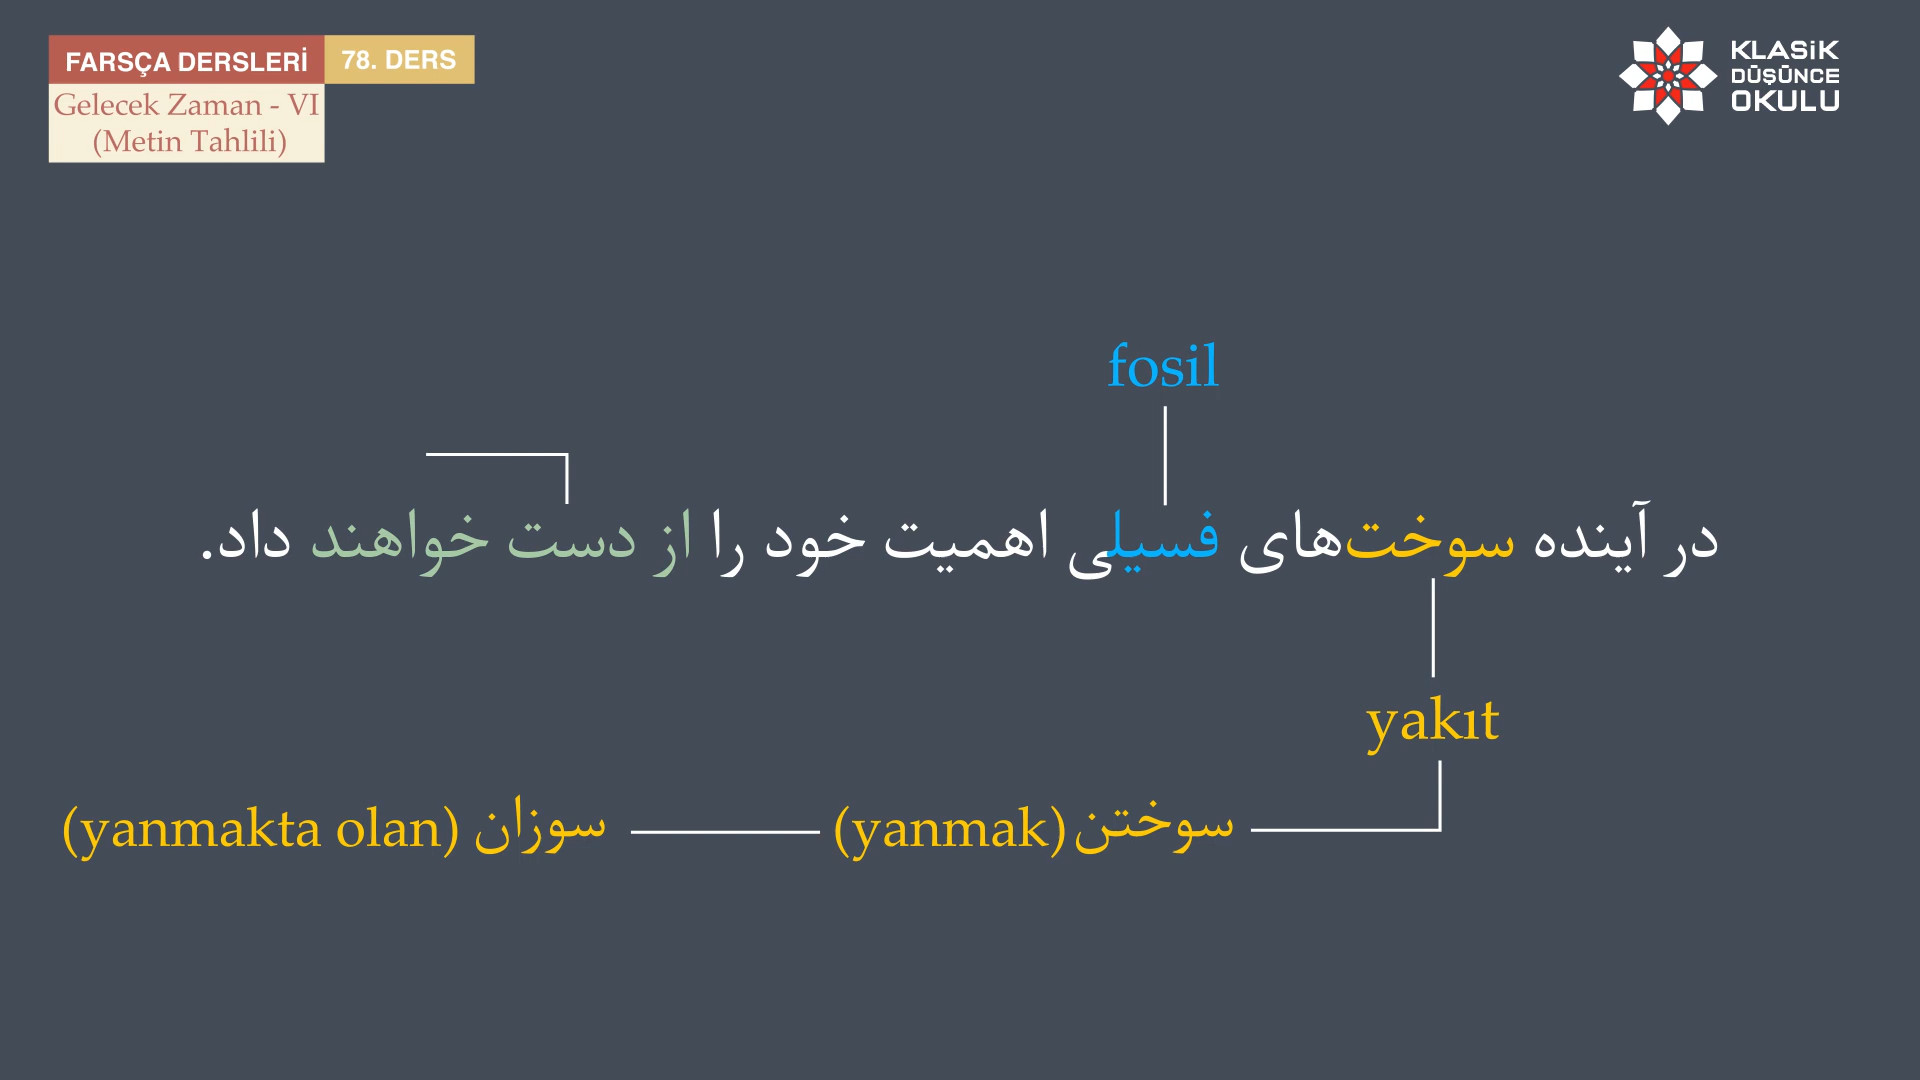 FARSÇA DERSLERİ
78. DERS
Gelecek Zaman - VI
(Metin Tahlili)
KLASiK
DÜŞÜNCE
OKULU
fosil
در آینده سوخت‌های فسیلی اهمیت خود را از دست خواهند داد.
yakıt
سوختن (yanmak)
سوزان (yanmakta olan)